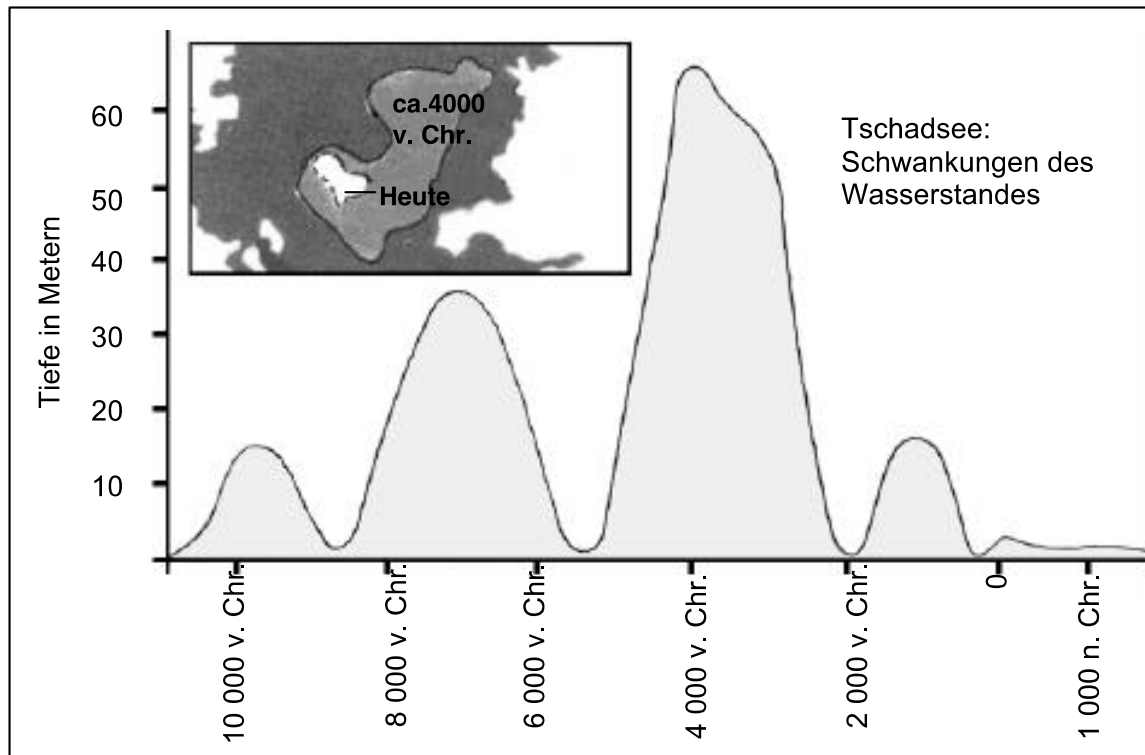 ca.4000
v. Chr.
Heute
Tschadsee:
Schwankungen des
Wasserstandes
Tiefe in Metern
60
50
40
30
20
10
10 000 v. Chr.
8 000 v. Chr.
6 000 v. Chr.
4 000 v. Chr.
2 000 v. Chr.
0
1 000 n. Chr.